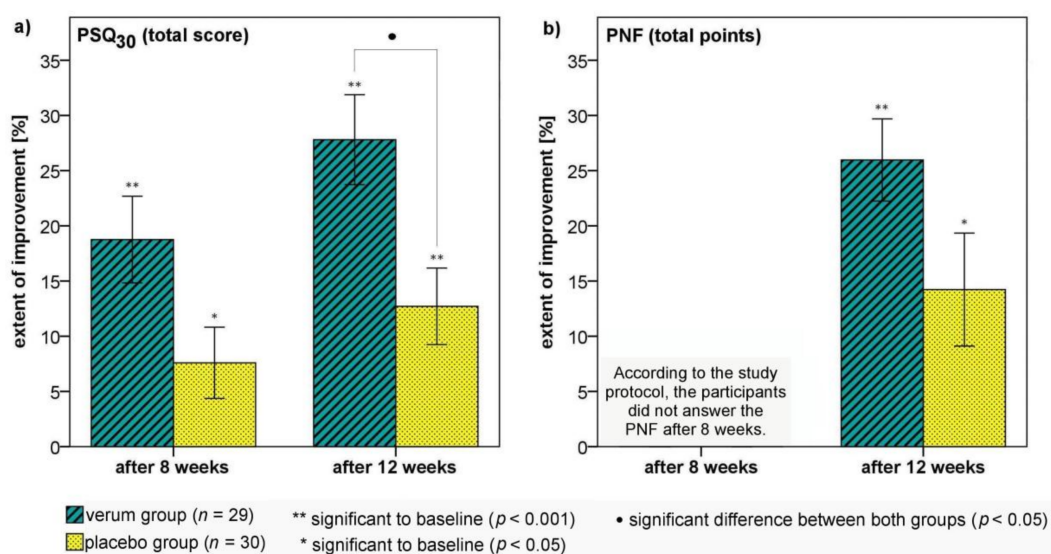 a)
PSQ30 (total score)
•
extent of improvement [%]
35
30
25
20
15
10
5
0
**
*
**
**
after 8 weeks
after 12 weeks
b)
PNF (total points)
extent of improvement [%]
35
30
25
20
15
10
5
0
**
*
According to the study
protocol, the participants
did not answer the
PNF after 8 weeks.
after 8 weeks
after 12 weeks
verum group (n = 29)
placebo group (n = 30)
** significant to baseline (p < 0.001)
* significant to baseline (p < 0.05)
• significant difference between both groups (p < 0.05)